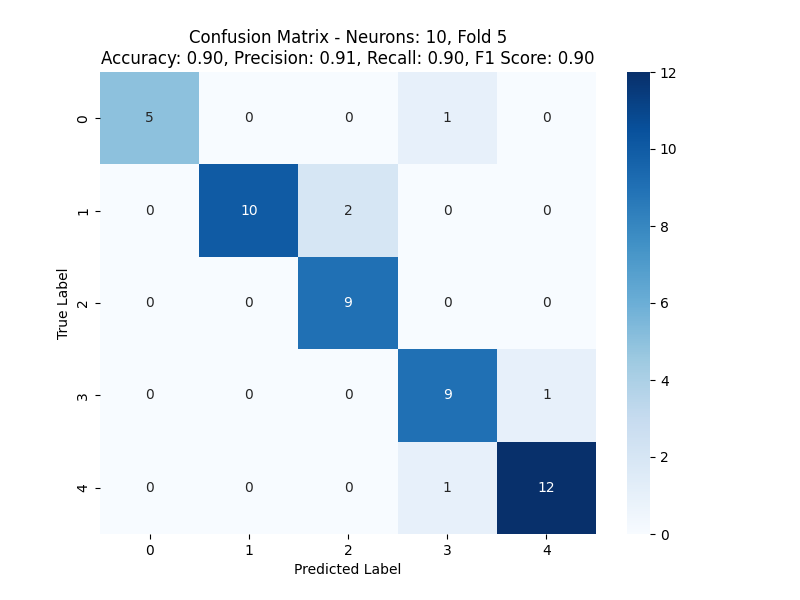 Confusion Matrix - Neurons: 10, Fold 5
Accuracy: 0.90, Precision: 0.91, Recall: 0.90, F1 Score: 0.90
12
0 5 0 0 1 0
10
1 0 10 2 0 0
8
True Label
2 0 0 9 0 0
6
4
3 0 0 0 9 1
2
4 0 0 0 1 12
0
0 1 2 3 4
Predicted Label